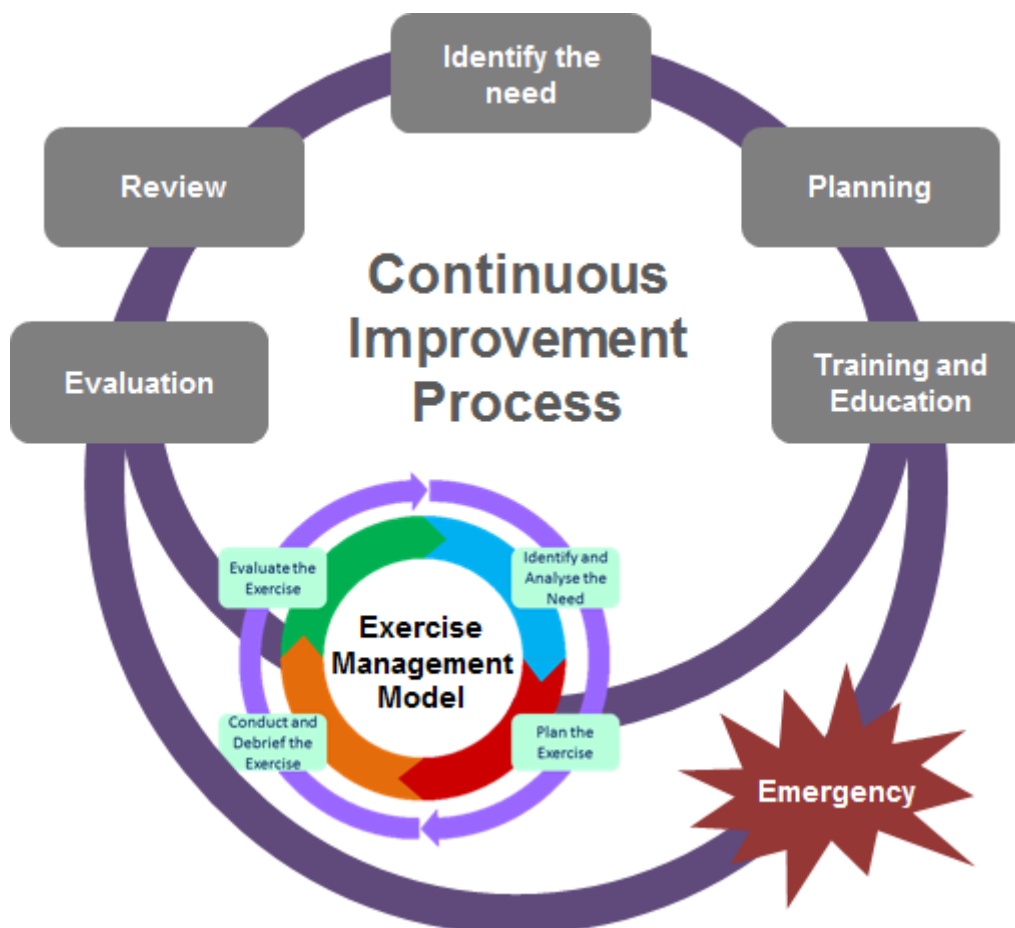 Identify the
need
Review
Planning
Continuous
Improvement
Process
Evaluation
Training and
Education
Evaluate the
Exercise
Identify and
Analyse the
Need
Exercise
Management
Model
Conduct and
Debrief the
Exercise
Plan the
Exercise
Emergency